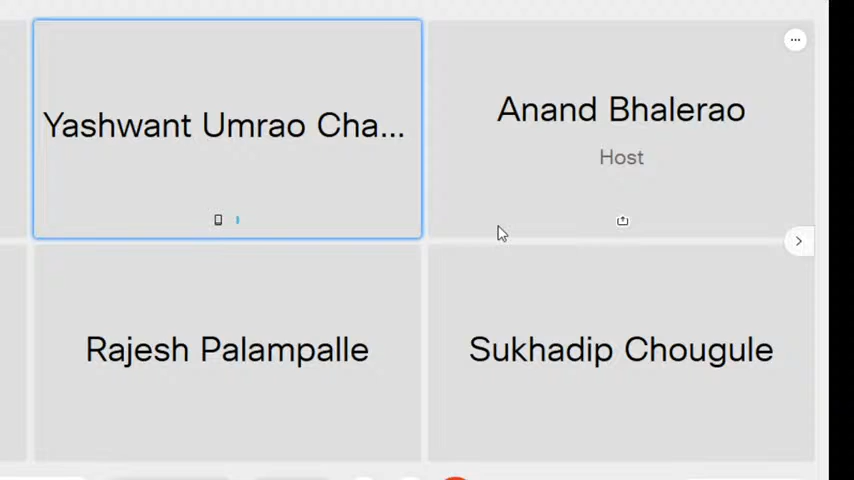 Yashwant Umrao Cha...
Anand Bhalerao
Host
Rajesh Palampalle
Sukhadip Chougule